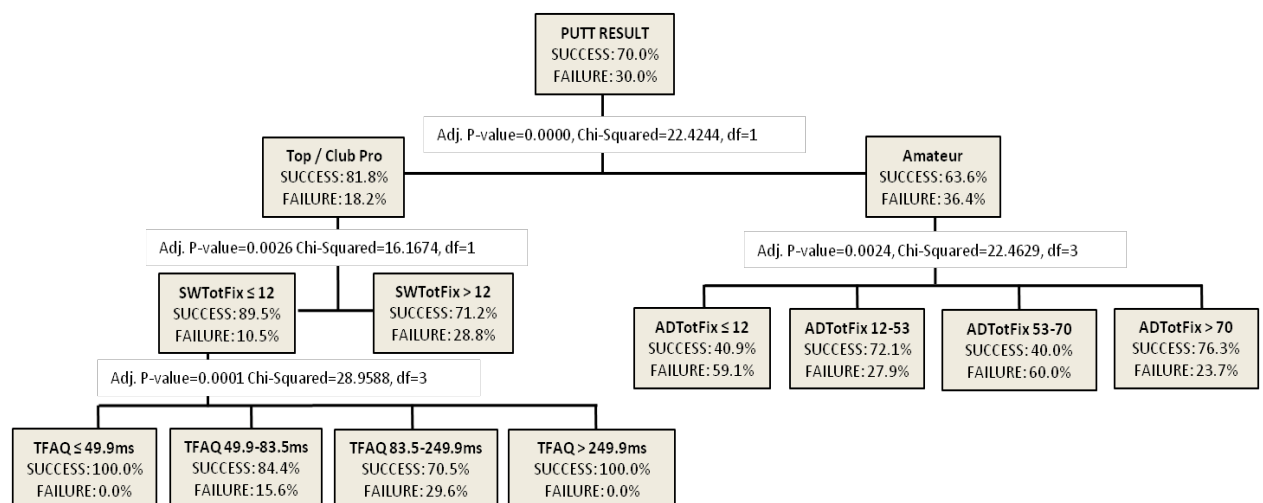 PUTT RESULT
SUCCESS: 70.0%
FAILURE: 30.0%
Adj. P-value=0.0000, Chi-Squared=22.4244, df=1
Top / Club Pro
SUCCESS: 81.8%
FAILURE: 18.2%
Amateur
SUCCESS: 63.6%
FAILURE: 36.4%
Adj. P-value=0.0026 Chi-Squared=16.1674, df=1
Adj. P-value=0.0024, Chi-Squared=22.4629, df=3
SWTotFix ≤ 12
SUCCESS: 89.5%
FAILURE: 10.5%
SWTotFix > 12
SUCCESS: 71.2%
FAILURE: 28.8%
ADTotFix ≤ 12
SUCCESS: 40.9%
FAILURE: 59.1%
ADTotFix 12-53
SUCCESS: 72.1%
FAILURE: 27.9%
ADTotFix 53-70
SUCCESS: 40.0%
FAILURE: 60.0%
ADTotFix > 70
SUCCESS: 76.3%
FAILURE: 23.7%
Adj. P-value=0.0001 Chi-Squared=28.9588, df=3
TFAQ ≤ 49.9ms
SUCCESS: 100.0%
FAILURE: 0.0%
TFAQ 49.9-83.5ms
SUCCESS: 84.4%
FAILURE: 15.6%
TFAQ 83.5-249.9ms
SUCCESS: 70.5%
FAILURE: 29.6%
TFAQ > 249.9ms
SUCCESS: 100.0%
FAILURE: 0.0%